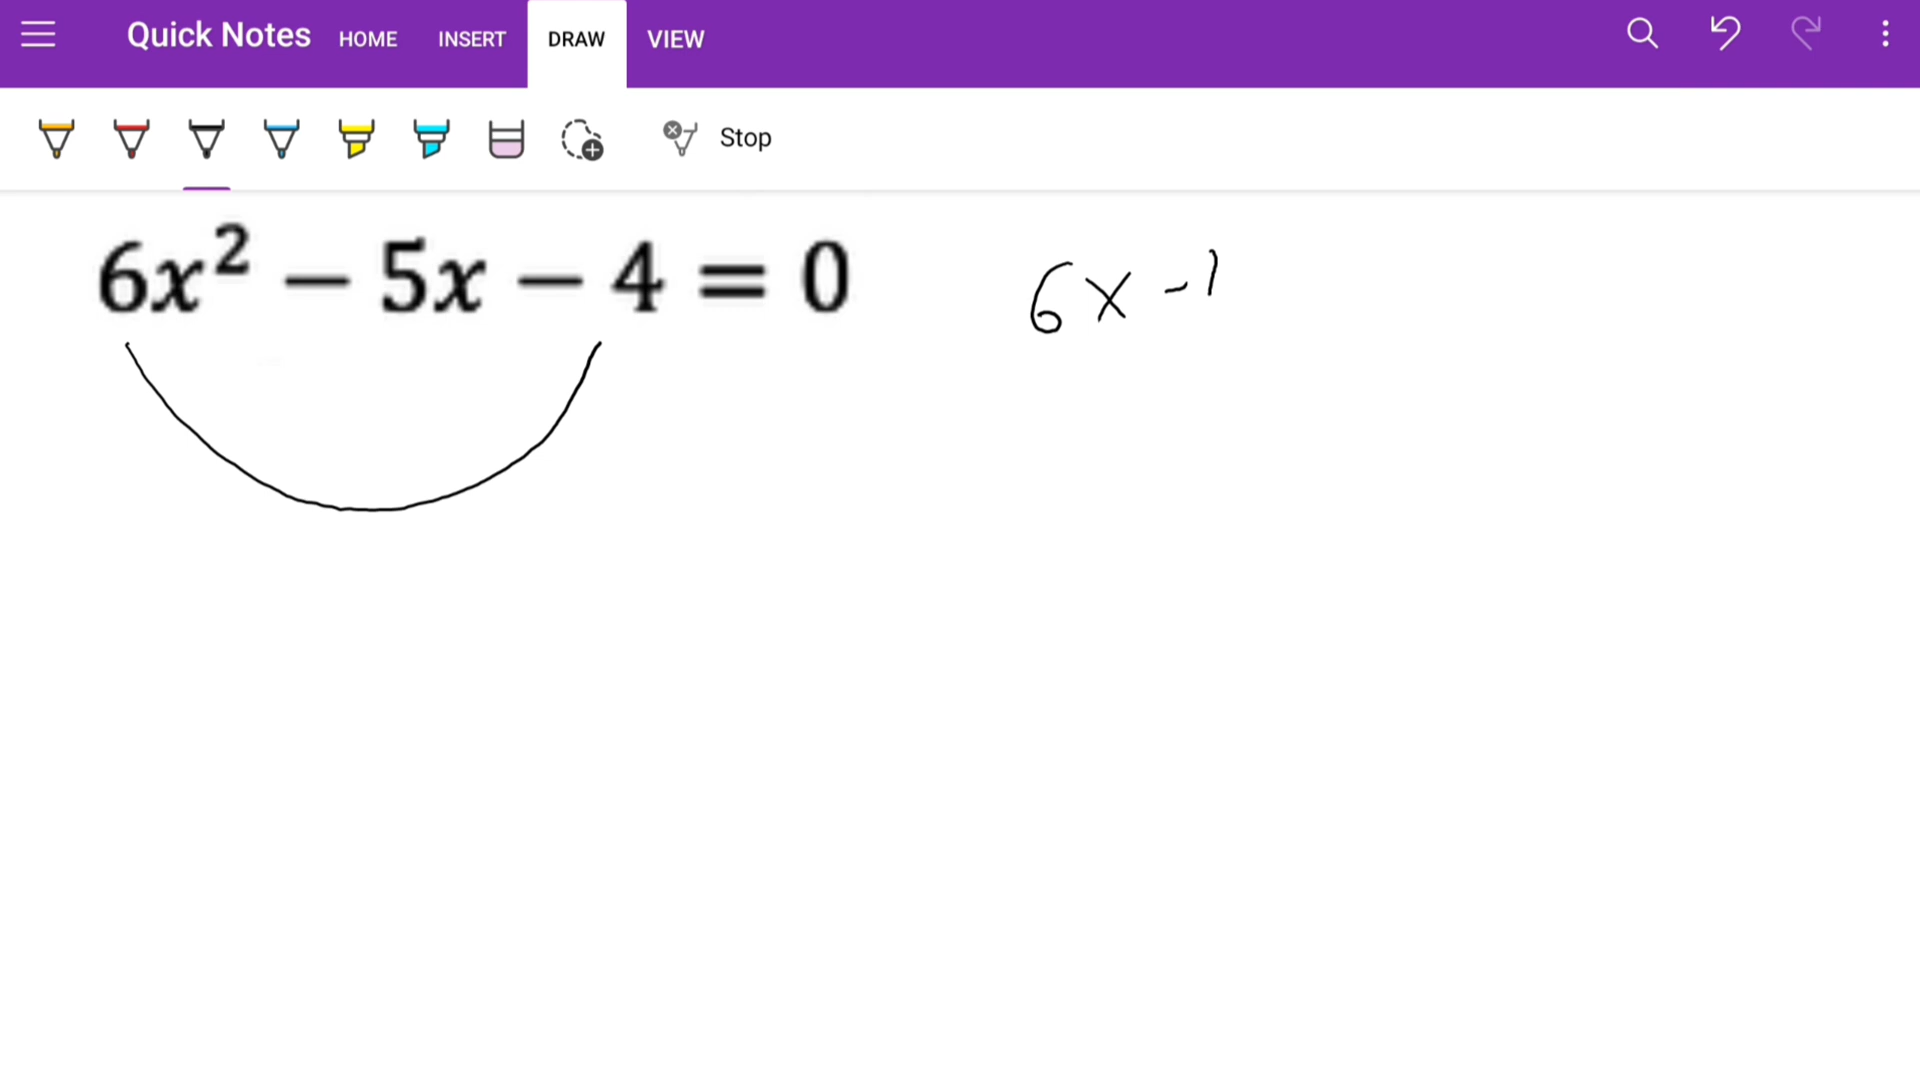 Quick Notes HOME INSERT DRAW VIEW
Stop
6x² − 5x − 4 = 0
6x -1